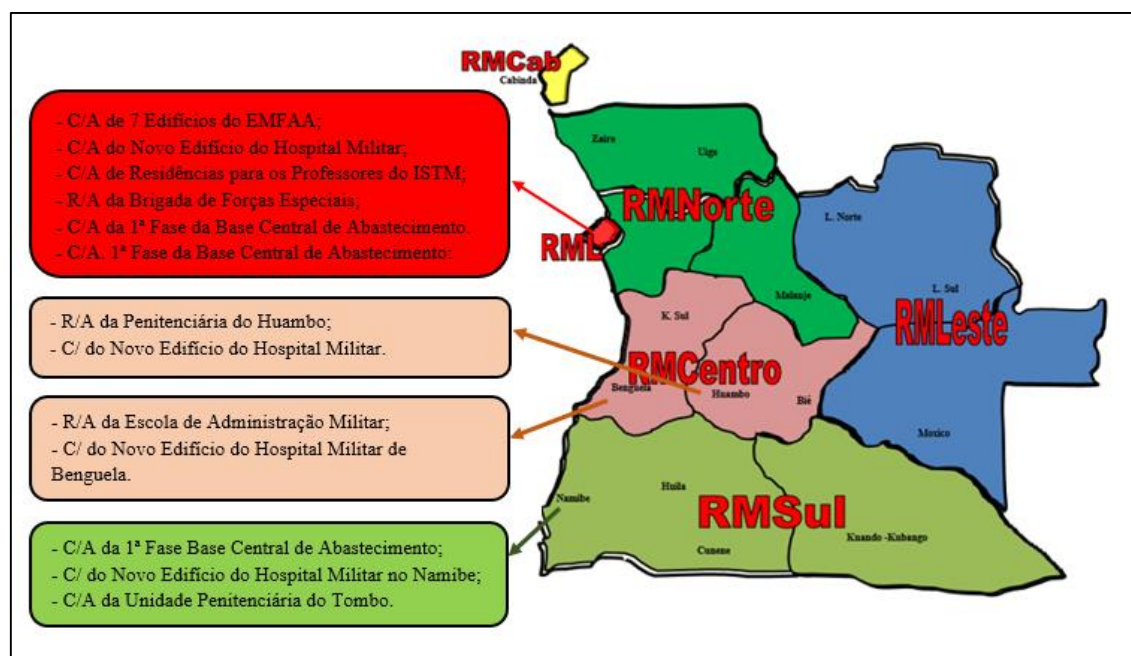 RMCab
Cabinda
- C/A de 7 Edifícios do EMFAA;
- C/A do Novo Edifício do Hospital Militar;
- C/A de Residências para os Professores do ISTM;
- R/A da Brigada de Forças Especiais;
- C/A da 1ª Fase da Base Central de Abastecimento.
- C/A. 1ª Fase da Base Central de Abastecimento:
- R/A da Penitenciária do Huambo;
- C/ do Novo Edifício do Hospital Militar.
- R/A da Escola de Administração Militar;
- C/ do Novo Edifício do Hospital Militar de
Benguela.
- C/A da 1ª Fase Base Central de Abastecimento;
- C/ do Novo Edifício do Hospital Militar no Namibe;
- C/A da Unidade Penitenciária do Tombo.
Zaire
Uige
RMNorte
RML
Malanje
L. Norte
L. Sul
RMLeste
Moxico
K. Sul
RMCentro
Benguela
Huambo
Bié
Namibe
Huila
RMSul
Cunene
Kuando -Kubango